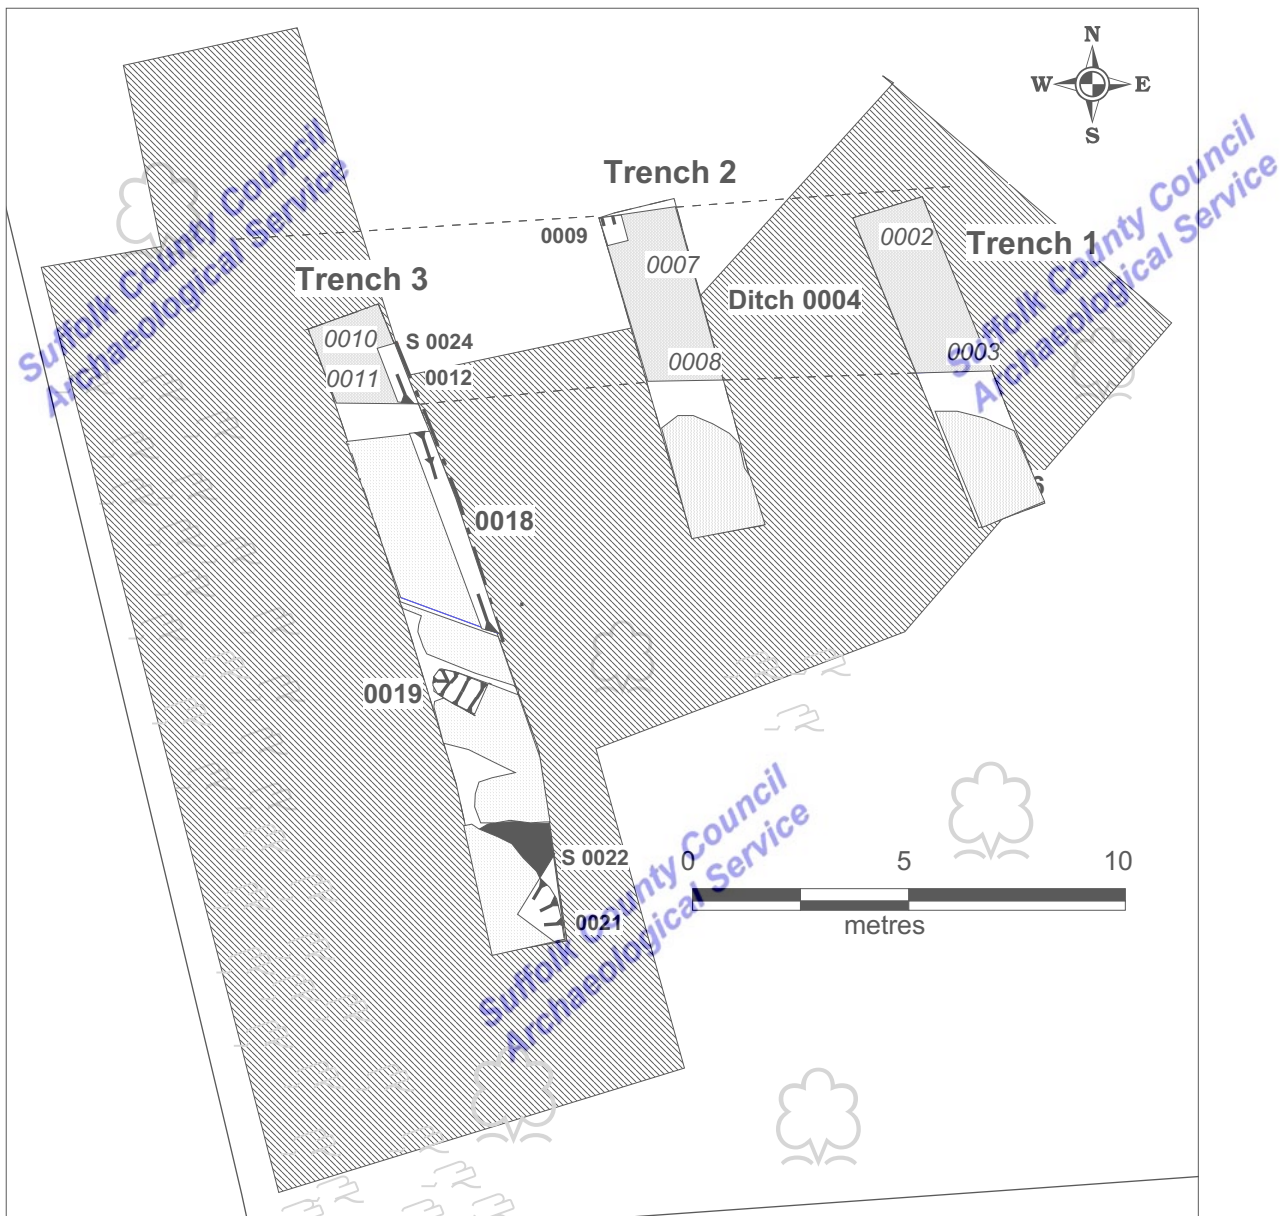 N
W E
S
Suffolk County Council
Archaeological Service
Suffolk County Council
Archaeological Service
Trench 2
0009
0002
Trench 1
0007
Trench 3
Ditch 0004
0010
S 0024
0003
0008
0011
0012
S
0018
0019
S 0022
0 5 10
metres
0021
Suffolk County Council
Archaeological Service